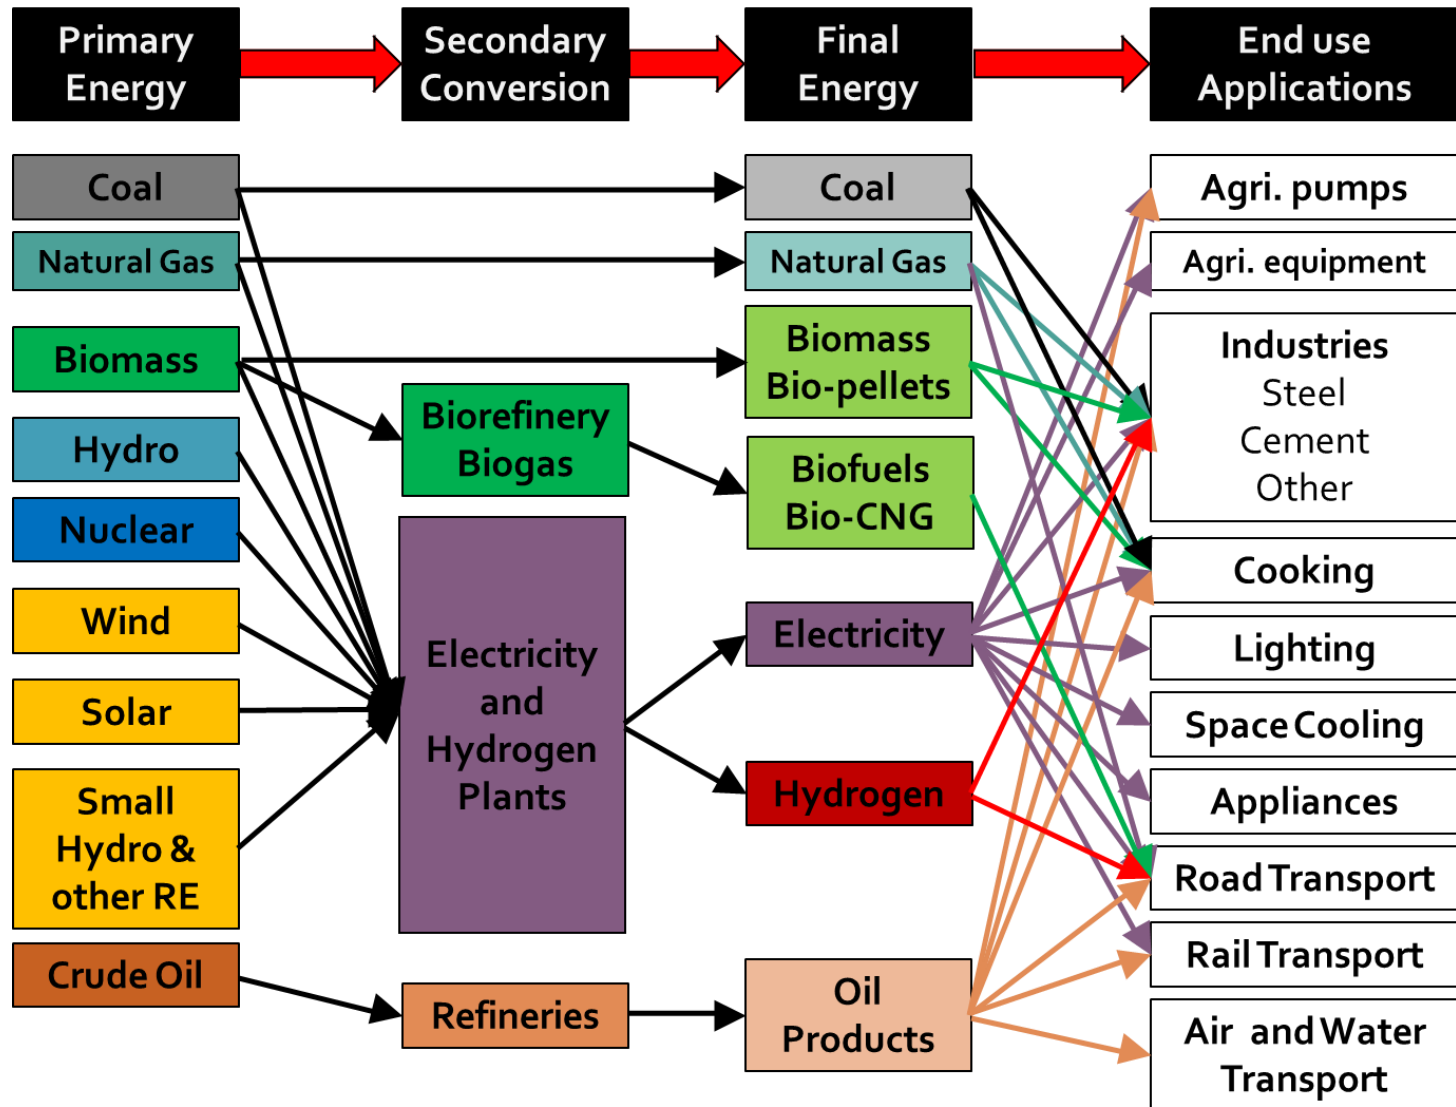 Primary
Energy
Secondary
Conversion
Final
Energy
End use
Applications
Coal
Natural Gas
Biomass
Hydro
Nuclear
Wind
Solar
Small
Hydro &
other RE
Crude Oil
Biorefinery
Biogas
Electricity
and
Hydrogen
Plants
Refineries
Coal
Natural Gas
Biomass
Bio-pellets
Biofuels
Bio-CNG
Electricity
Hydrogen
Oil
Products
Agri. pumps
Agri. equipment
Industries
Steel
Cement
Other
Cooking
Lighting
Space Cooling
Appliances
Road Transport
Rail Transport
Air and Water
Transport